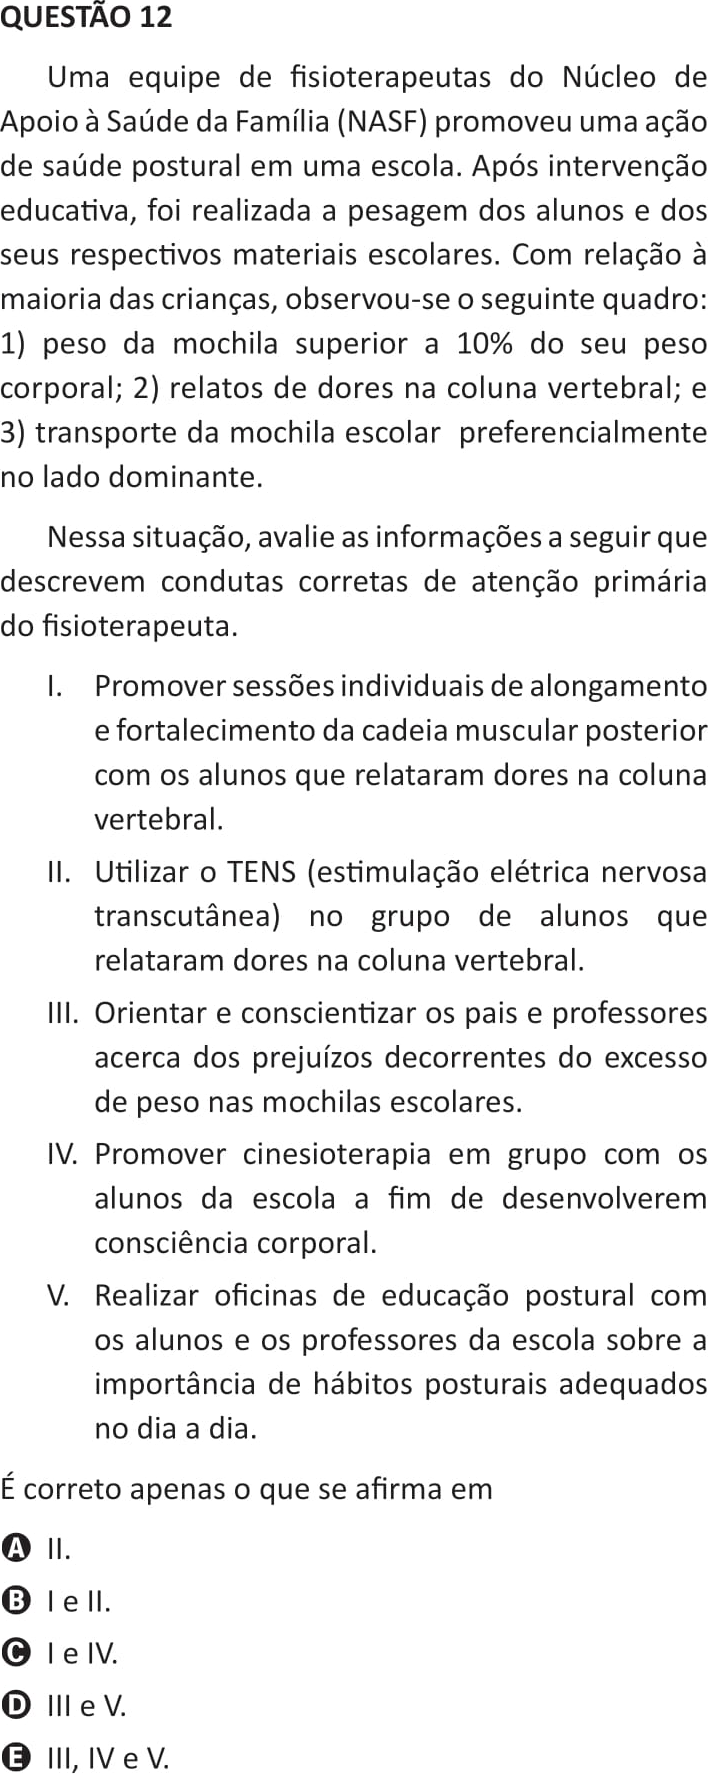 QUESTÃO 12
Uma equipe de fisioterapeutas do Núcleo de
Apoio à Saúde da Família (NASF) promoveu uma ação
de saúde postural em uma escola. Após intervenção
educativa, foi realizada a pesagem dos alunos e dos
seus respectivos materiais escolares. Com relação à
maioria das crianças, observou-se o seguinte quadro:
1) peso da mochila superior a 10% do seu peso
corporal; 2) relatos de dores na coluna vertebral; e
3) transporte da mochila escolar preferencialmente
no lado dominante.
Nessa situação, avalie as informações a seguir que
descrevem condutas corretas de atenção primária
do fisioterapeuta.
I. Promover sessões individuais de alongamento
e fortalecimento da cadeia muscular posterior
com os alunos que relataram dores na coluna
vertebral.
II. Utilizar o TENS (estimulação elétrica nervosa
transcutânea) no grupo de alunos que
relataram dores na coluna vertebral.
III. Orientar e conscientizar os pais e professores
acerca dos prejuízos decorrentes do excesso
de peso nas mochilas escolares.
IV. Promover cinesioterapia em grupo com os
alunos da escola a fim de desenvolverem
consciência corporal.
V. Realizar oficinas de educação postural com
os alunos e os professores da escola sobre a
importância de hábitos posturais adequados
no dia a dia.
É correto apenas o que se afirma em
A II.
B I e II.
C I e IV.
D III e V.
E III, IV e V.